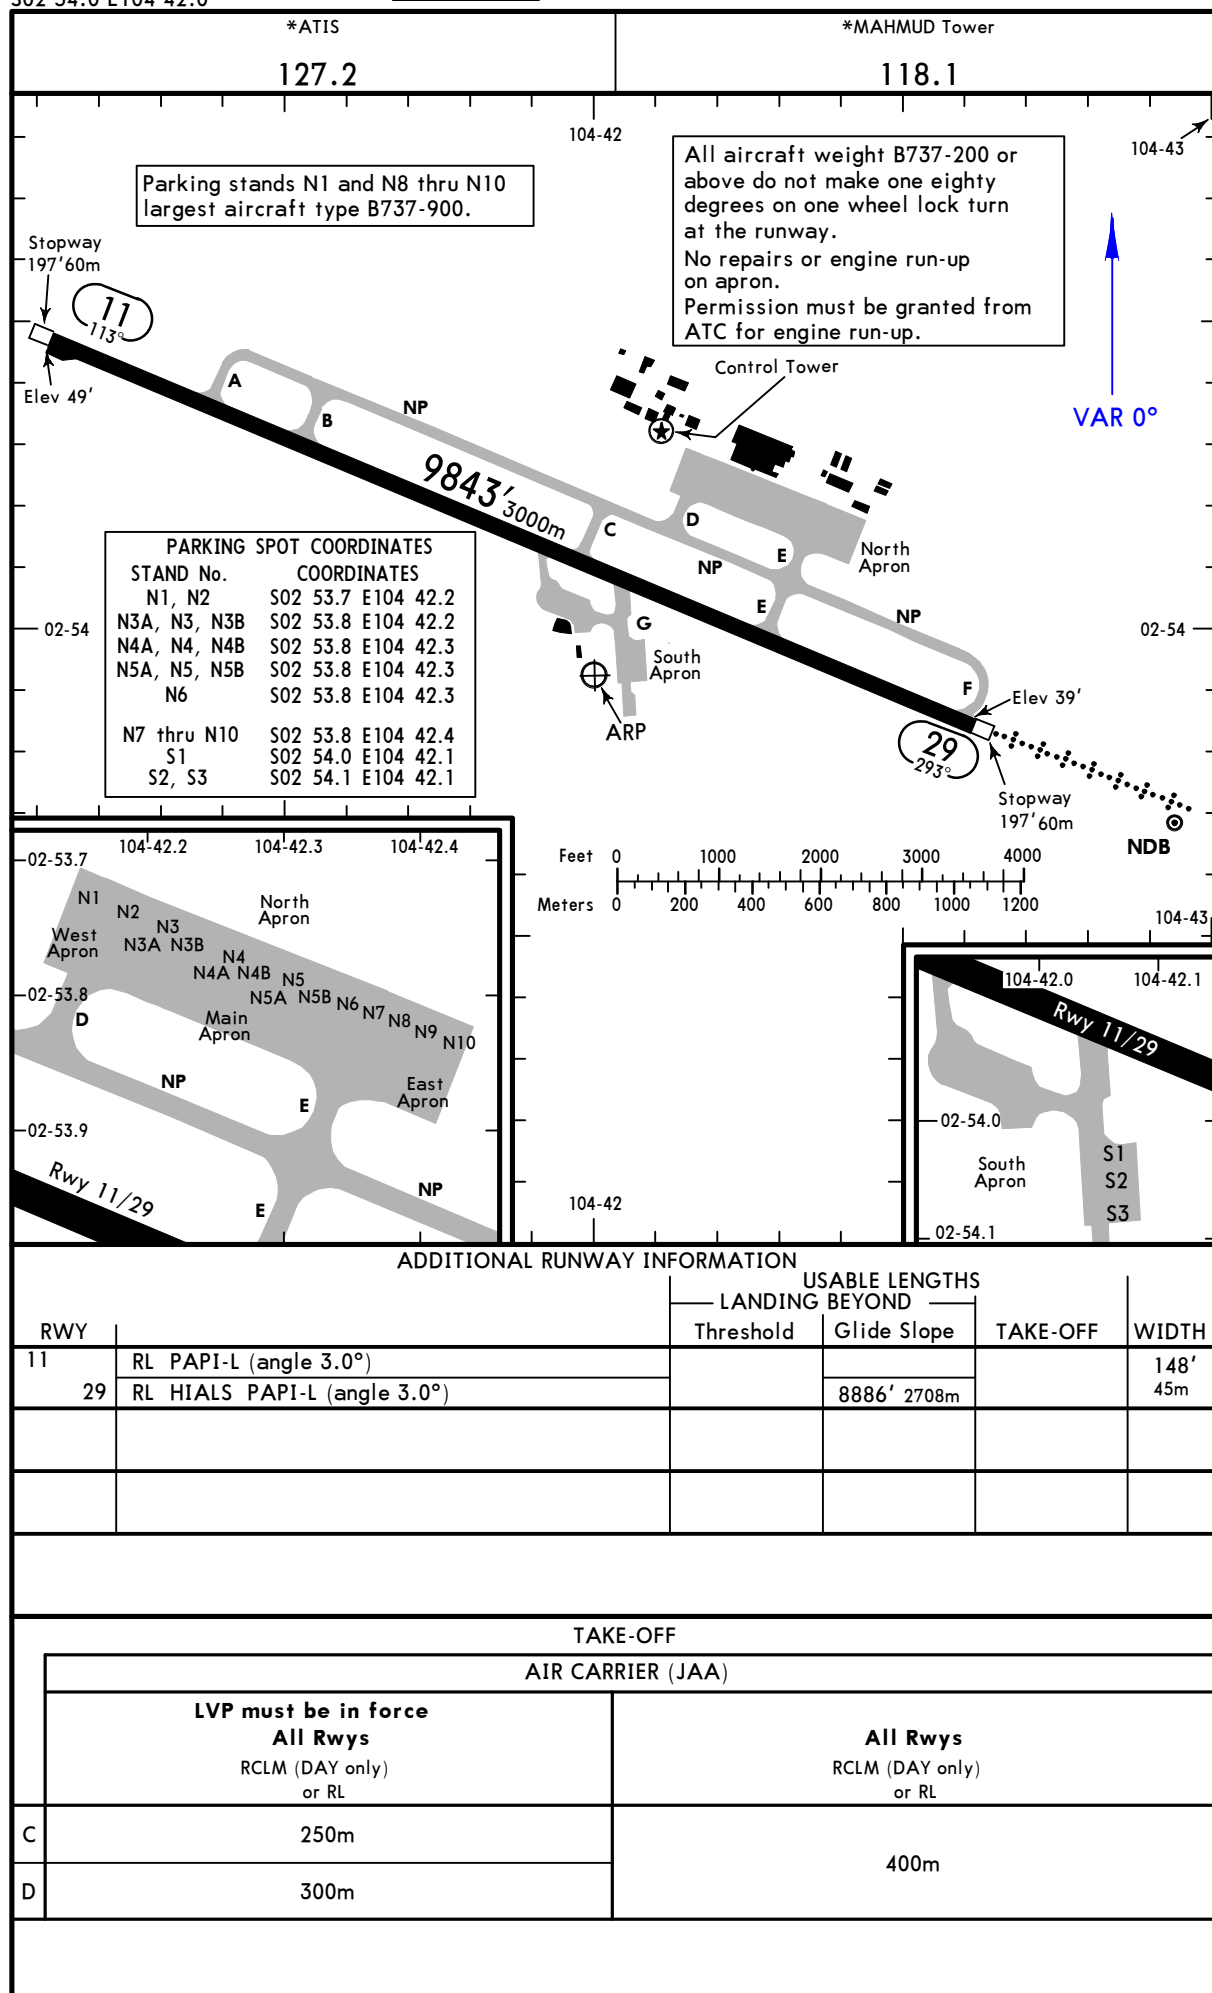 S02 54.0 E104 42.0
*ATIS
127.2
*MAHMUD Tower
118.1
104-42
104-43
Parking stands N1 and N8 thru N10
largest aircraft type B737-900.
All aircraft weight B737-200 or
above do not make one eighty
degrees on one wheel lock turn
at the runway.
No repairs or engine run-up
on apron.
Permission must be granted from
ATC for engine run-up.
Stopway
197'60m
11
113°
Elev 49'
Control Tower
VAR 0°
A
B
NP
9843'
3000m
C
D
E
NP
North
Apron
E
NP
G
South
Apron
F
Elev 39'
ARP
29
293°
Stopway
197'60m
NDB
02-54
02-54
PARKING SPOT COORDINATES
STAND No. COORDINATES
N1, N2 S02 53.7 E104 42.2
N3A, N3, N3B S02 53.8 E104 42.2
N4A, N4, N4B S02 53.8 E104 42.3
N5A, N5, N5B S02 53.8 E104 42.3
N6 S02 53.8 E104 42.3
N7 thru N10 S02 53.8 E104 42.4
S1 S02 54.0 E104 42.1
S2, S3 S02 54.1 E104 42.1
Feet 0 1000 2000 3000 4000
Meters 0 200 400 600 800 1000 1200
104-43
104-42
104-42.2 104-42.3 104-42.4
02-53.7
N1
N2
North
Apron
N3
West
Apron
N3A N3B
N4
N4A N4B
N5
N5A N5B N6
N7
N8
N9
N10
02-53.8
D
Main
Apron
NP
East
Apron
E
02-53.9
Rwy 11/29
NP
E
104-42.0 104-42.1
Rwy 11/29
02-54.0
South
Apron
S1
S2
S3
02-54.1
ADDITIONAL RUNWAY INFORMATION
USABLE LENGTHS
LANDING BEYOND
RWY Threshold Glide Slope TAKE-OFF WIDTH
11 RL PAPI-L (angle 3.0°) 148'
29 RL HIALS PAPI-L (angle 3.0°) 8886' 2708m 45m
TAKE-OFF
AIR CARRIER (JAA)
LVP must be in force
All Rwys
RCLM (DAY only)
or RL
All Rwys
RCLM (DAY only)
or RL
C 250m
400m
D 300m